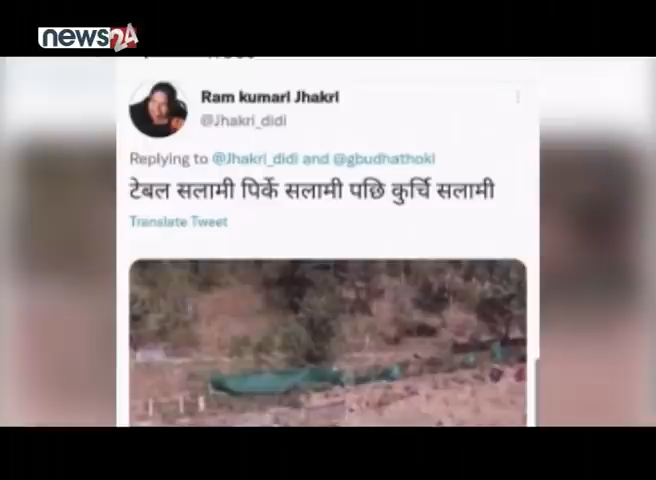 news24
Ram kumari Jhakri
@Jhakri_didi
Replying to @Jhakri_didi and @gbudhathoki
टेबल सलामी पिर्के सलामी पछि कुर्चि सलामी
Translate Tweet